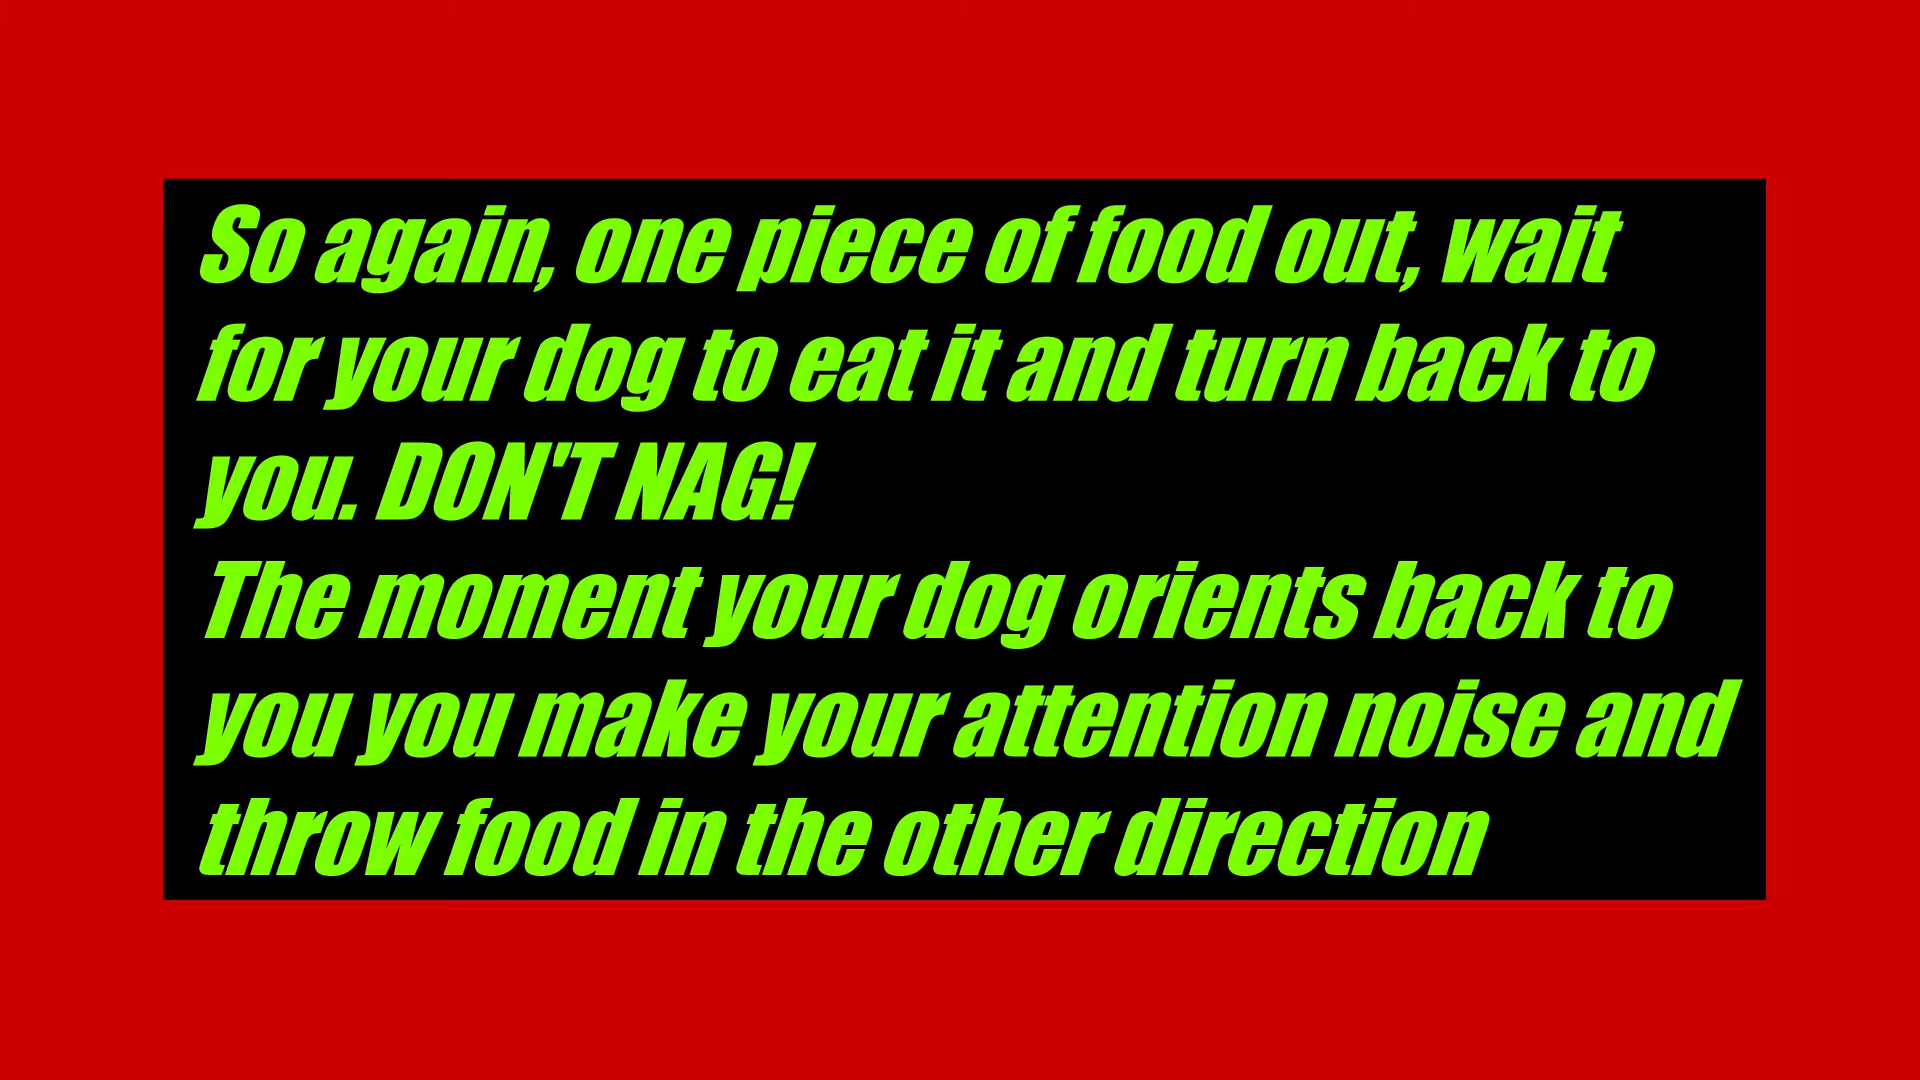 So again, one piece of food out, wait
for your dog to eat it and turn back to
you. DON'T NAG!
The moment your dog orients back to
you you make your attention noise and
throw food in the other direction